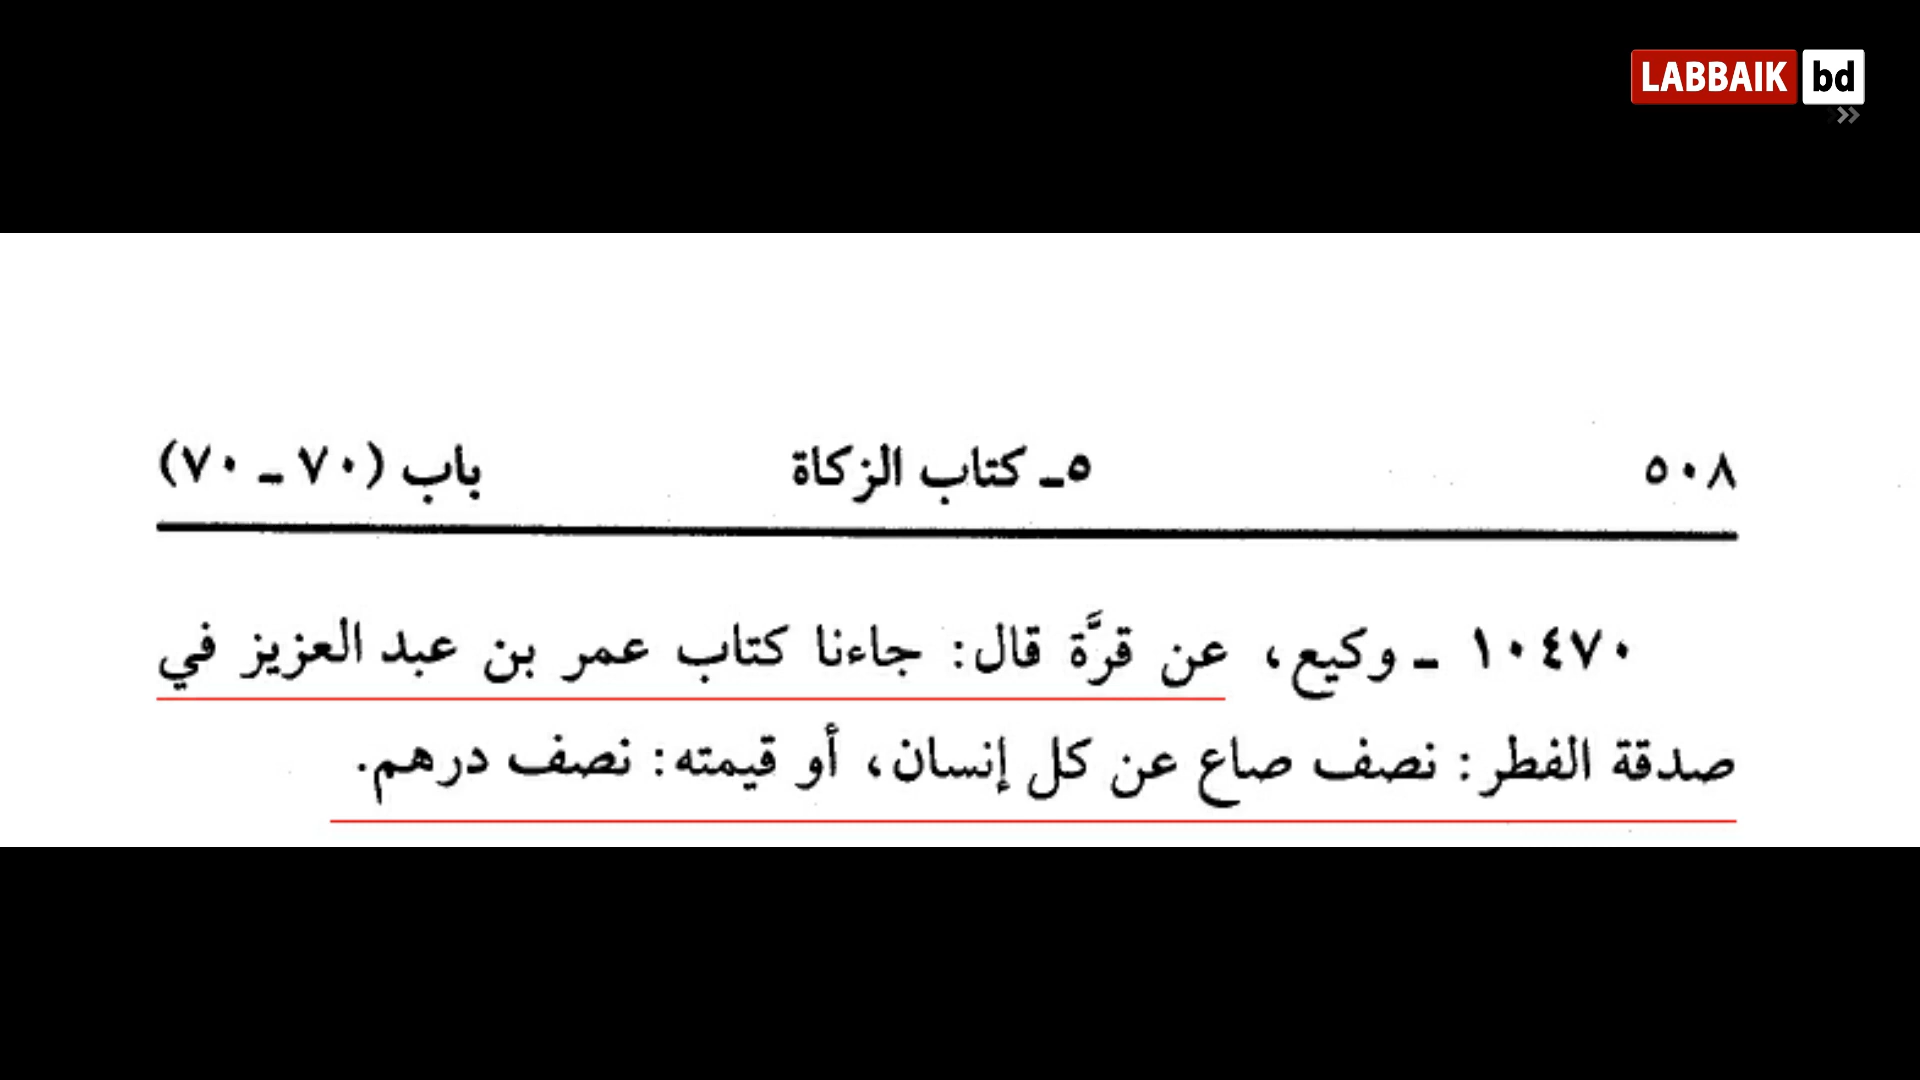 LABBAIK bd
٥٠٨ ٥ـ كتاب الزكاة باب (٧٠ ـ ٧٠)
١٠٤٧٠ ـ وكيع، عن قرَّة قال: جاءنا كتاب عمر بن عبد العزيز في
صدقة الفطر: نصف صاع عن كل إنسان، أو قيمته: نصف درهم.